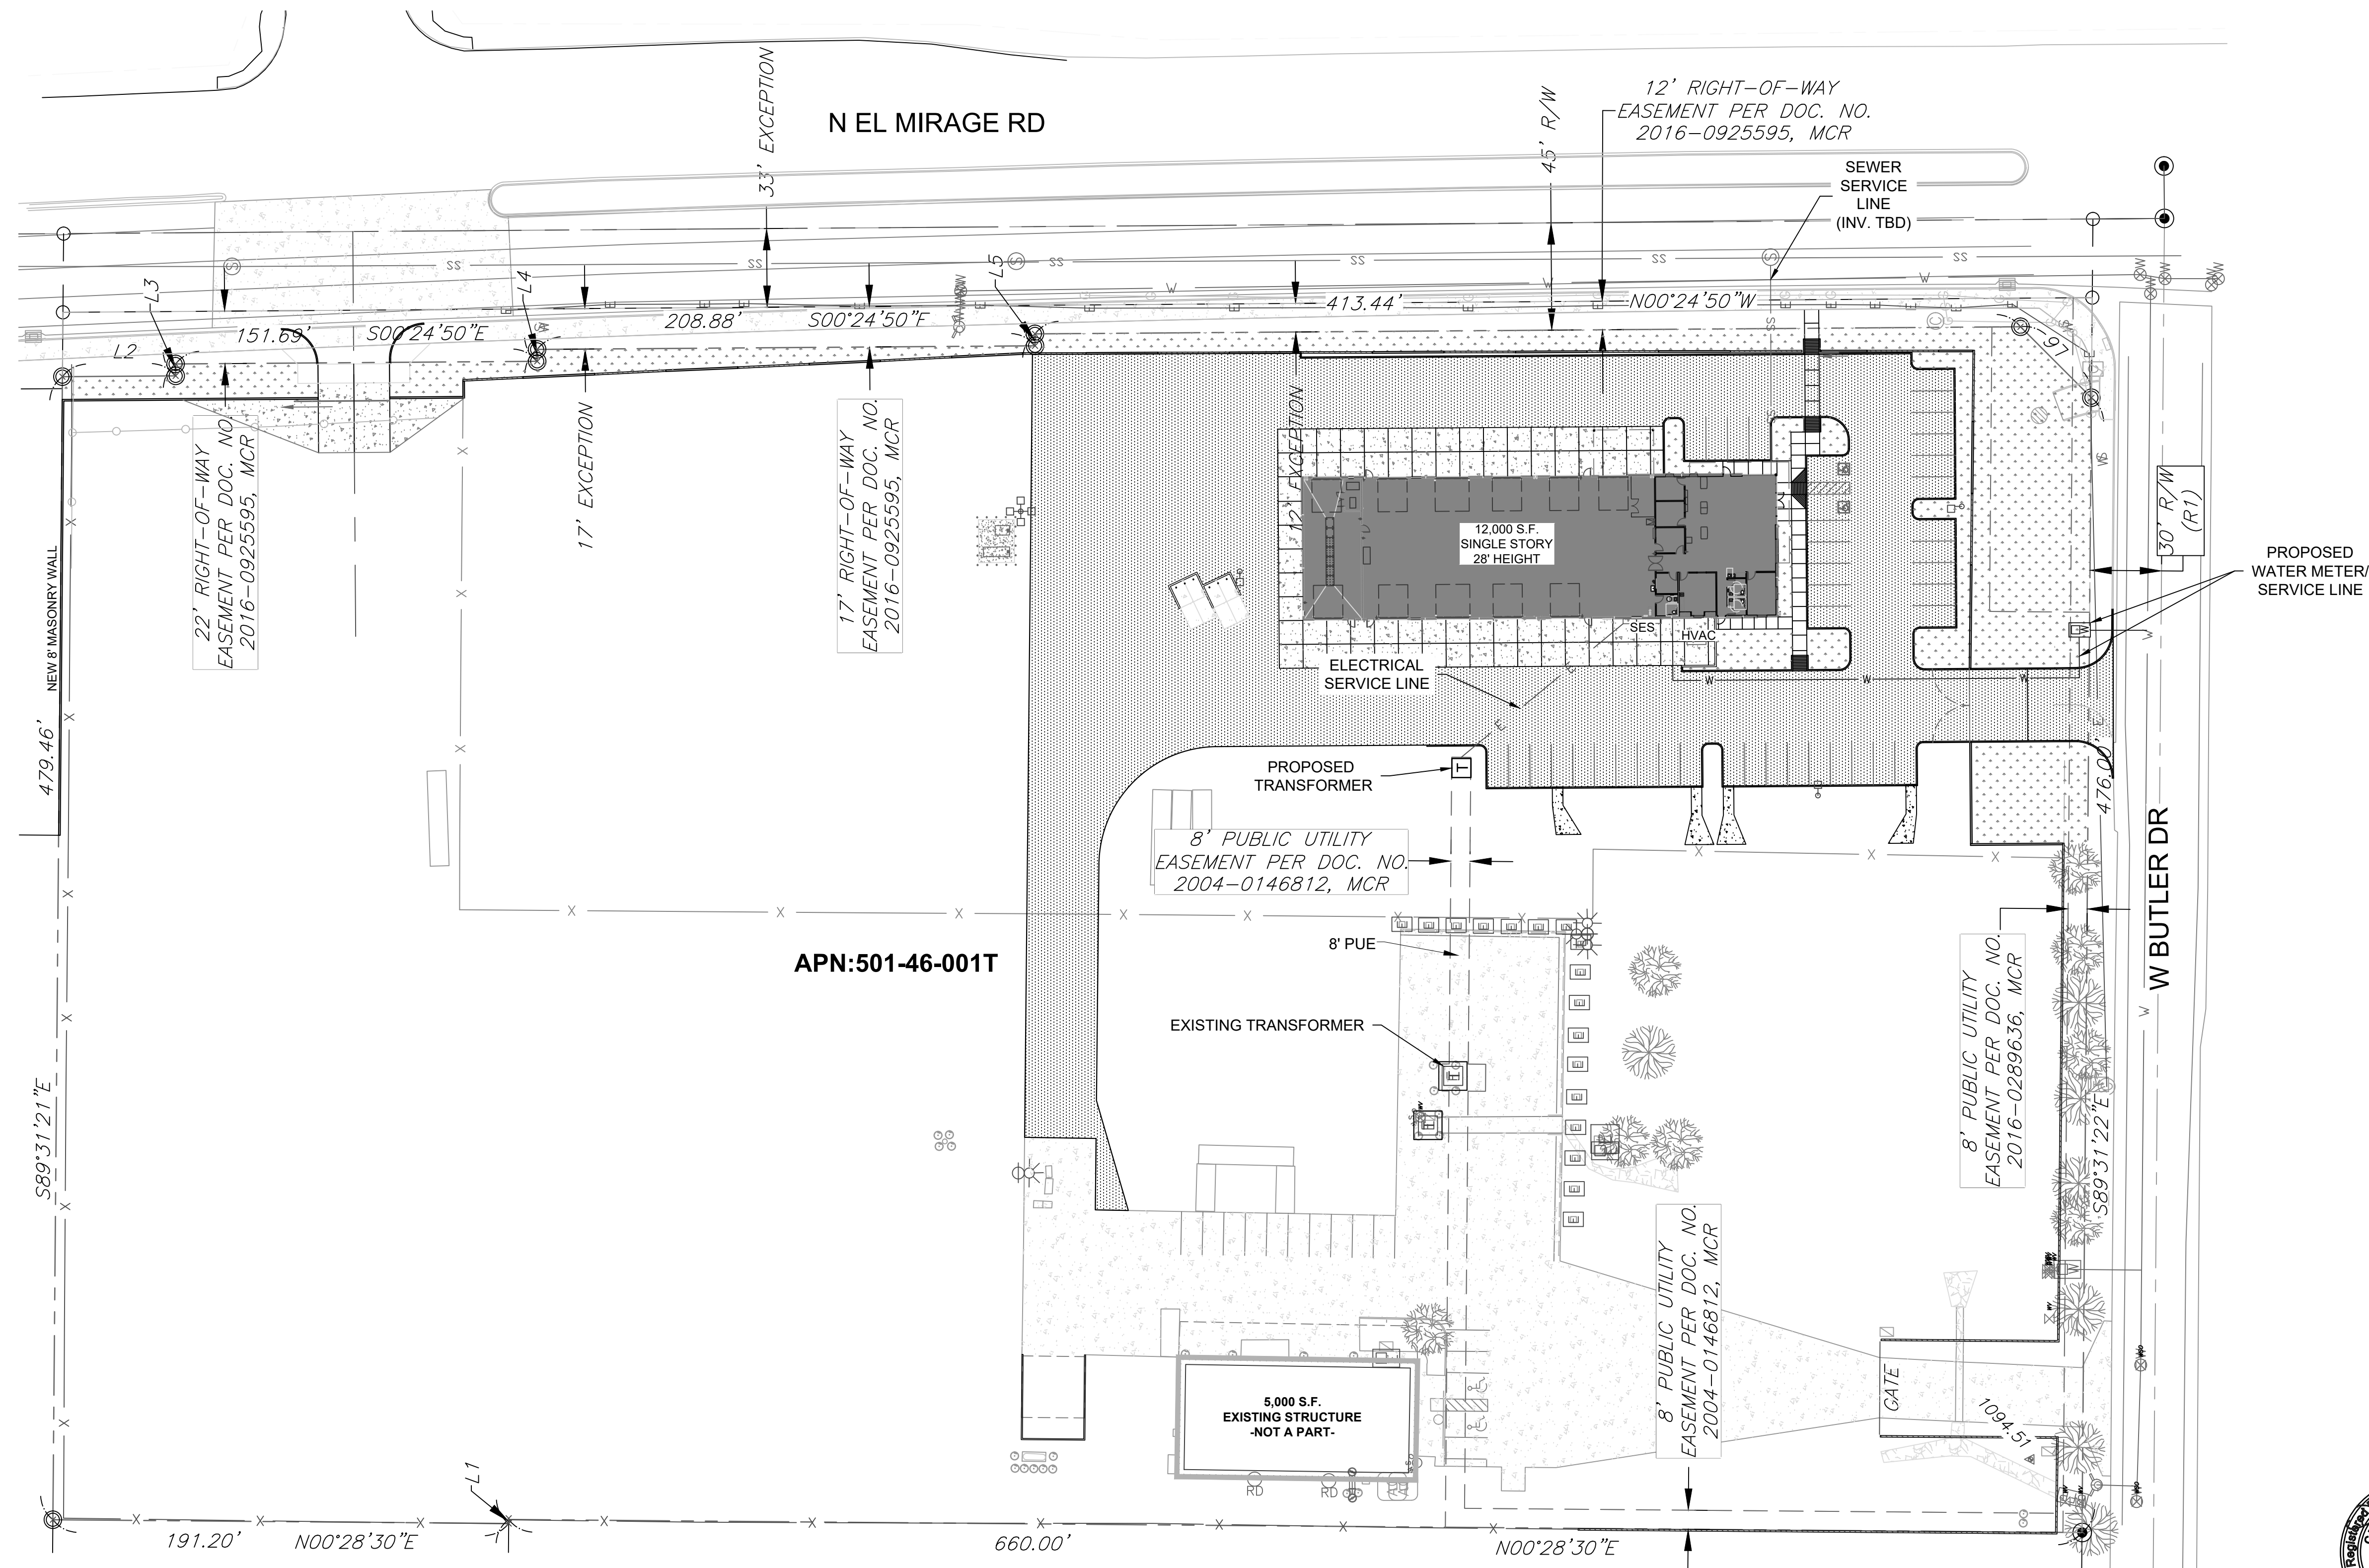 N EL MIRAGE RD
33' EXCEPTION
45' R/W
12' RIGHT-OF-WAY
EASEMENT PER DOC. NO.
2016-0925595, MCR
SEWER
SERVICE
LINE
(INV. TBD)
SS
SS
SS
SS
SS
L3
L4
L5
L2
151.69'
S00°24'50"E
208.88'
S00°24'50"E
413.44'
N00°24'50"W
L6
22' RIGHT-OF-WAY
EASEMENT PER DOC. NO.
2016-0925595, MCR
17' EXCEPTION
17' RIGHT-OF-WAY
EASEMENT PER DOC. NO.
2016-0925595, MCR
12' EXCEPTION
12,000 S.F.
SINGLE STORY
28' HEIGHT
SES
HVAC
ELECTRICAL
SERVICE LINE
30' R/W
(R1)
PROPOSED
WATER METER/
SERVICE LINE
NEW 8' MASONRY WALL
479.46'
S89°31'21"E
PROPOSED
TRANSFORMER
T
8' PUBLIC UTILITY
EASEMENT PER DOC. NO.
2004-0146812, MCR
8' PUE
APN:501-46-001T
EXISTING TRANSFORMER
476.00'
W BUTLER DR
8' PUBLIC UTILITY
EASEMENT PER DOC. NO.
2016-0289636, MCR
S89°31'22"E
8' PUBLIC UTILITY
EASEMENT PER DOC. NO.
2004-0146812, MCR
GATE
1094.51
5,000 S.F.
EXISTING STRUCTURE
-NOT A PART-
RD
RD
L1
191.20'
N00°28'30"E
660.00'
N00°28'30"E
Registered